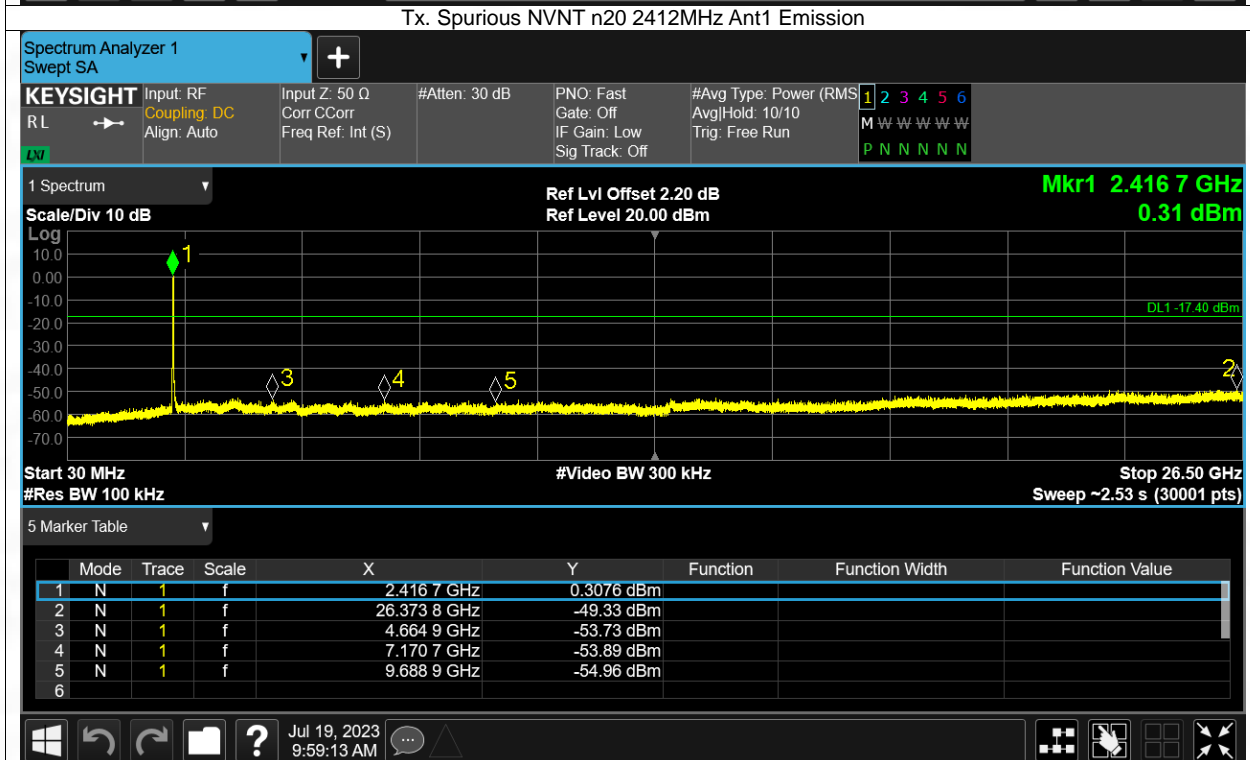 Tx. Spurious NVNT n20 2412MHz Ant1 Emission
Spectrum Analyzer 1
Swept SA
+
KEYSIGHT Input: RF Input Z: 50 Ω #Atten: 30 dB PNO: Fast #Avg Type: Power (RMS 1 2 3 4 5 6
RL Coupling: DC Corr CCorr Gate: Off Avg|Hold: 10/10 M W W W W W
Align: Auto Freq Ref: Int (S) IF Gain: Low Trig: Free Run
LXI Sig Track: Off P N N N N N
1 Spectrum Ref Lvl Offset 2.20 dB Mkr1 2.416 7 GHz
Scale/Div 10 dB Ref Level 20.00 dBm 0.31 dBm
Log
10.0 1
0.00
-10.0 DL1 -17.40 dBm
-20.0
-30.0
-40.0 3 4 5 2
-50.0
-60.0
-70.0
Start 30 MHz #Video BW 300 kHz Stop 26.50 GHz
#Res BW 100 kHz Sweep ~2.53 s (30001 pts)
5 Marker Table
Mode Trace Scale X Y Function Function Width Function Value
1 N 1 f 2.416 7 GHz 0.3076 dBm
2 N 1 f 26.373 8 GHz -49.33 dBm
3 N 1 f 4.664 9 GHz -53.73 dBm
4 N 1 f 7.170 7 GHz -53.89 dBm
5 N 1 f 9.688 9 GHz -54.96 dBm
6
? Jul 19, 2023
9:59:13 AM